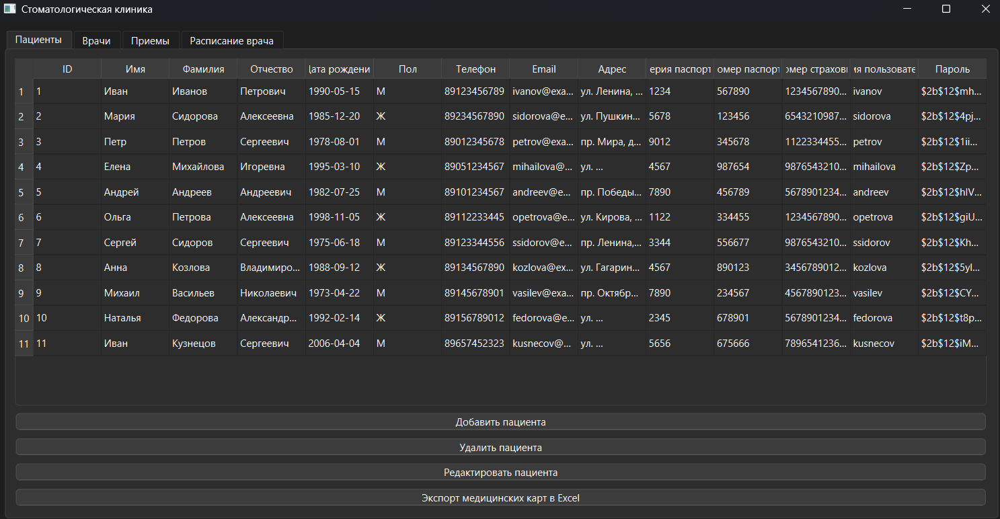 Стоматологическая клиника
Пациенты Врачи Приемы Расписание врача
ID Имя Фамилия Отчество Дата рождени Пол Телефон Email Адрес ерия паспорт омер паспорт омер страхові мя пользовате Пароль
1 1 Иван Иванов Петрович 1990-05-15 М 89123456789 ivanov@exa... ул. Ленина, ... 1234 567890 1234567890... ivanov $2b$12$mh...
2 2 Мария Сидорова Алексеевна 1985-12-20 Ж 89234567890 sidorova@e... ул. Пушкин... 5678 123456 6543210987... sidorova $2b$12$4pj...
3 3 Петр Петров Сергеевич 1978-08-01 М 89012345678 petrov@exa... пр. Мира, д... 9012 345678 1122334455... petrov $2b$12$1ii...
4 4 Елена Михайлова Игоревна 1995-03-10 Ж 89051234567 mihailova@... ул. ... 4567 987654 9876543210... mihailova $2b$12$Zp...
5 5 Андрей Андреев Андреевич 1982-07-25 М 89101234567 andreev@e... пр. Победы... 7890 456789 5678901234... andreev $2b$12$hlV...
6 6 Ольга Петрова Алексеевна 1998-11-05 Ж 89112233445 opetrova@e... ул. Кирова, ... 1122 334455 1234567890... opetrova $2b$12$giU...
7 7 Сергей Сидоров Сергеевич 1975-06-18 М 89123344556 ssidorov@e... пр. Ленина,... 3344 556677 9876543210... ssidorov $2b$12$Kh...
8 8 Анна Козлова Владимиро... 1988-09-12 Ж 89134567890 kozlova@ex... ул. Гагарин... 4567 890123 3456789012... kozlova $2b$12$5yl...
9 9 Михаил Васильев Николаевич 1973-04-22 М 89145678901 vasilev@exa... пр. Октябр... 7890 234567 4567890123... vasilev $2b$12$CY...
10 10 Наталья Федорова Александр... 1992-02-14 Ж 89156789012 fedorova@e... ул. ... 2345 678901 5678901234... fedorova $2b$12$t8p...
11 11 Иван Кузнецов Сергеевич 2006-04-04 М 89657452323 kusnecov@... ул. ... 5656 675666 7896541236... kusnecov $2b$12$iM...
Добавить пациента
Удалить пациента
Редактировать пациента
Экспорт медицинских карт в Excel